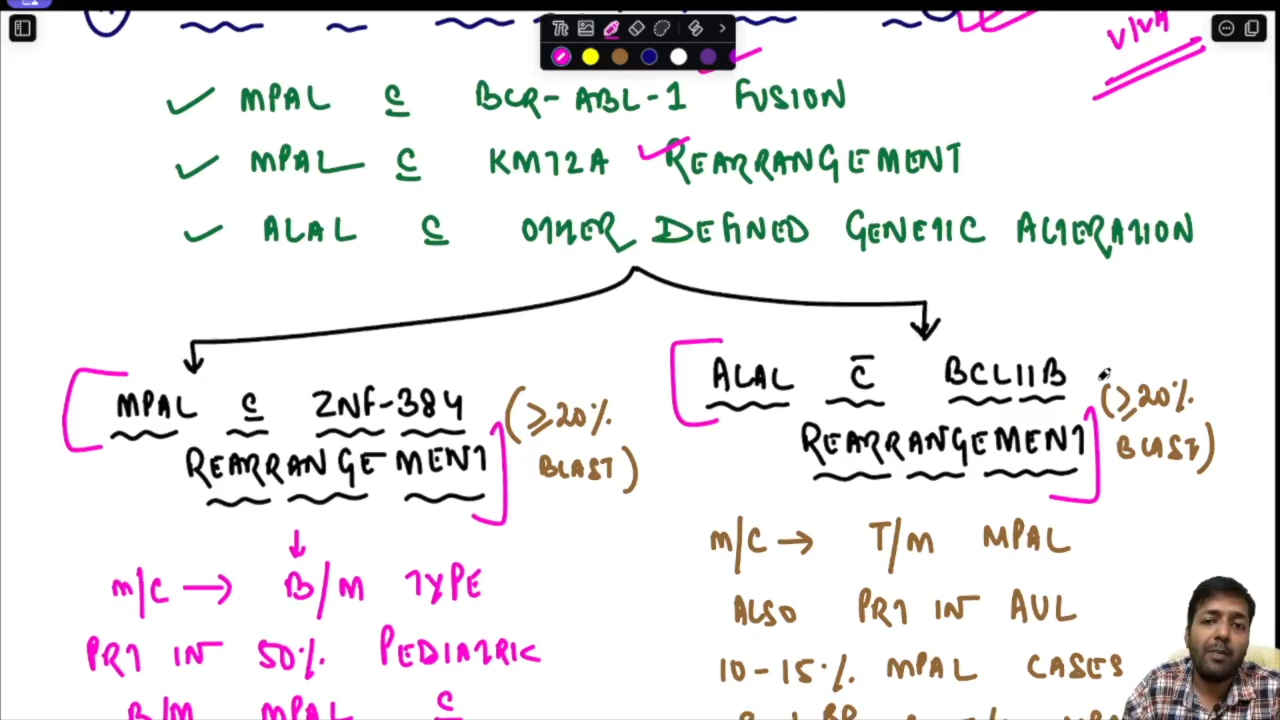 VIVA
MPAL c̄ BCR-ABL-1 FUSION
MPAL c̄ KMT2A REARRANGEMENT
ALAL c̄ OTHER DEFINED GENETIC ALTERATION
MPAL c̄ ZNF-384 (≥20%
REARRANGEMENT BLAST)
ALAL c̄ BCL11B (≥20%
REARRANGEMENT BLAST)
M/C → B/M TYPE
PRT IN 50% PEDIATRIC
B/M MPAL c̄
M/C → T/M MPAL
ALSO PRT IN AUL
10-15% MPAL CASES